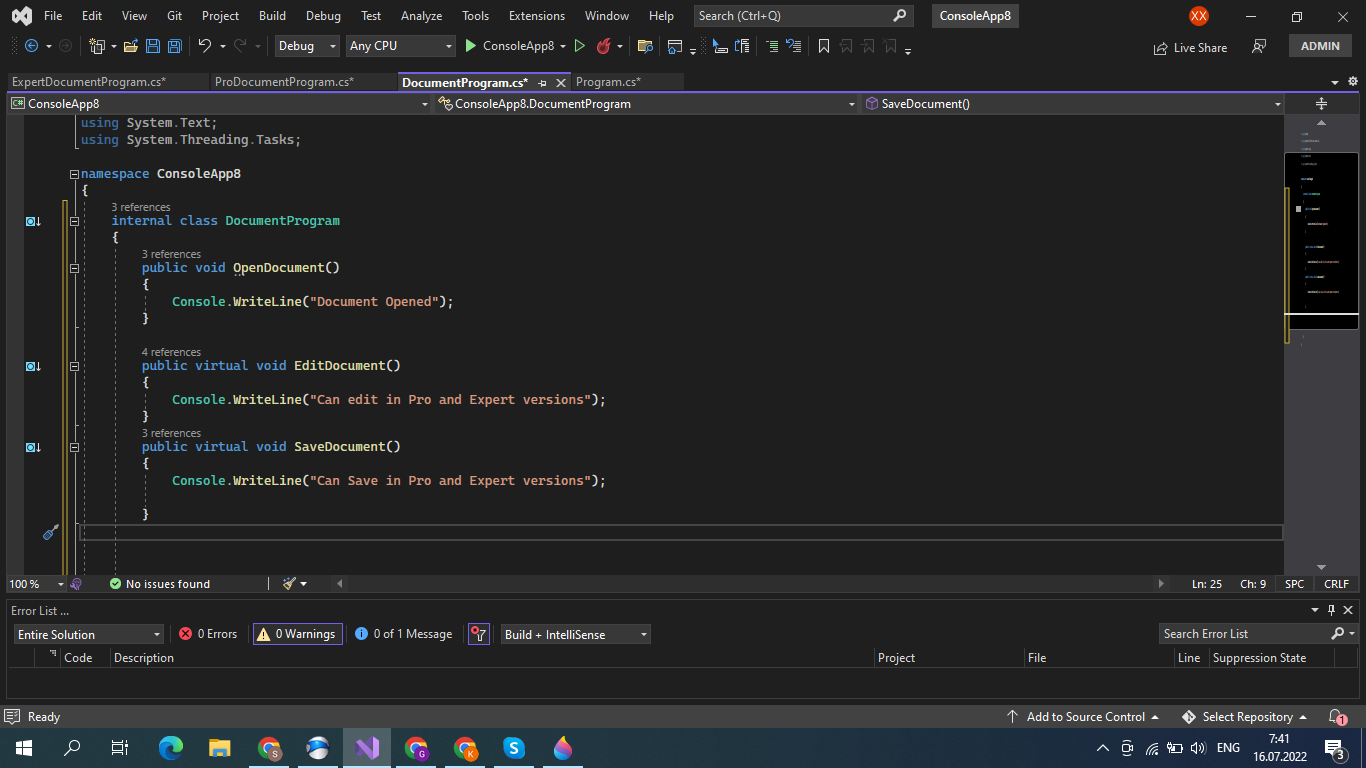 File Edit View Git Project Build Debug Test Analyze Tools Extensions Window Help Search (Ctrl+Q) ConsoleApp8 XX
Debug Any CPU ConsoleApp8 Live Share ADMIN
ExpertDocumentProgram.cs* ProDocumentProgram.cs* DocumentProgram.cs* Program.cs*
C# ConsoleApp8 ConsoleApp8.DocumentProgram SaveDocument()
using System.Text;
using System.Threading.Tasks;
namespace ConsoleApp8
{
3 references
internal class DocumentProgram
{
3 references
public void OpenDocument()
{
Console.WriteLine("Document Opened");
}
4 references
public virtual void EditDocument()
{
Console.WriteLine("Can edit in Pro and Expert versions");
}
3 references
public virtual void SaveDocument()
{
Console.WriteLine("Can Save in Pro and Expert versions");
}
100 % No issues found Ln: 25 Ch: 9 SPC CRLF
Error List ...
Entire Solution 0 Errors 0 Warnings 0 of 1 Message Build + IntelliSense Search Error List
Code Description Project File Line Suppression State
Ready Add to Source Control Select Repository 1
S G K S ENG 7:41
16.07.2022 3